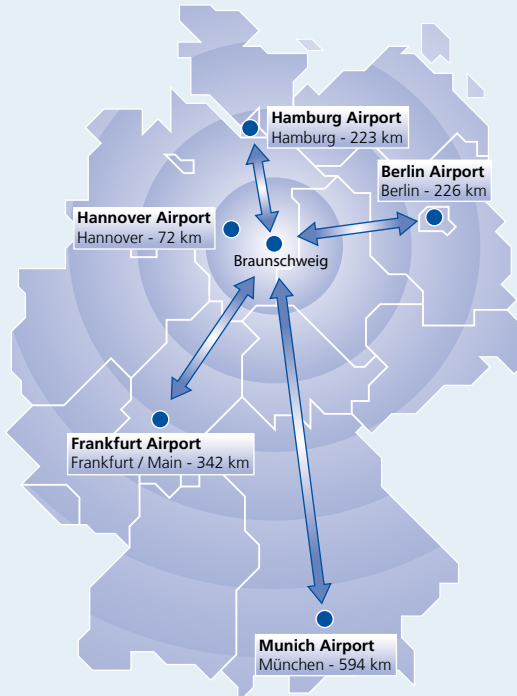 Hamburg Airport
Hamburg - 223 km
Berlin Airport
Berlin - 226 km
Hannover Airport
Hannover - 72 km
Braunschweig
Frankfurt Airport
Frankfurt / Main - 342 km
Munich Airport
München - 594 km